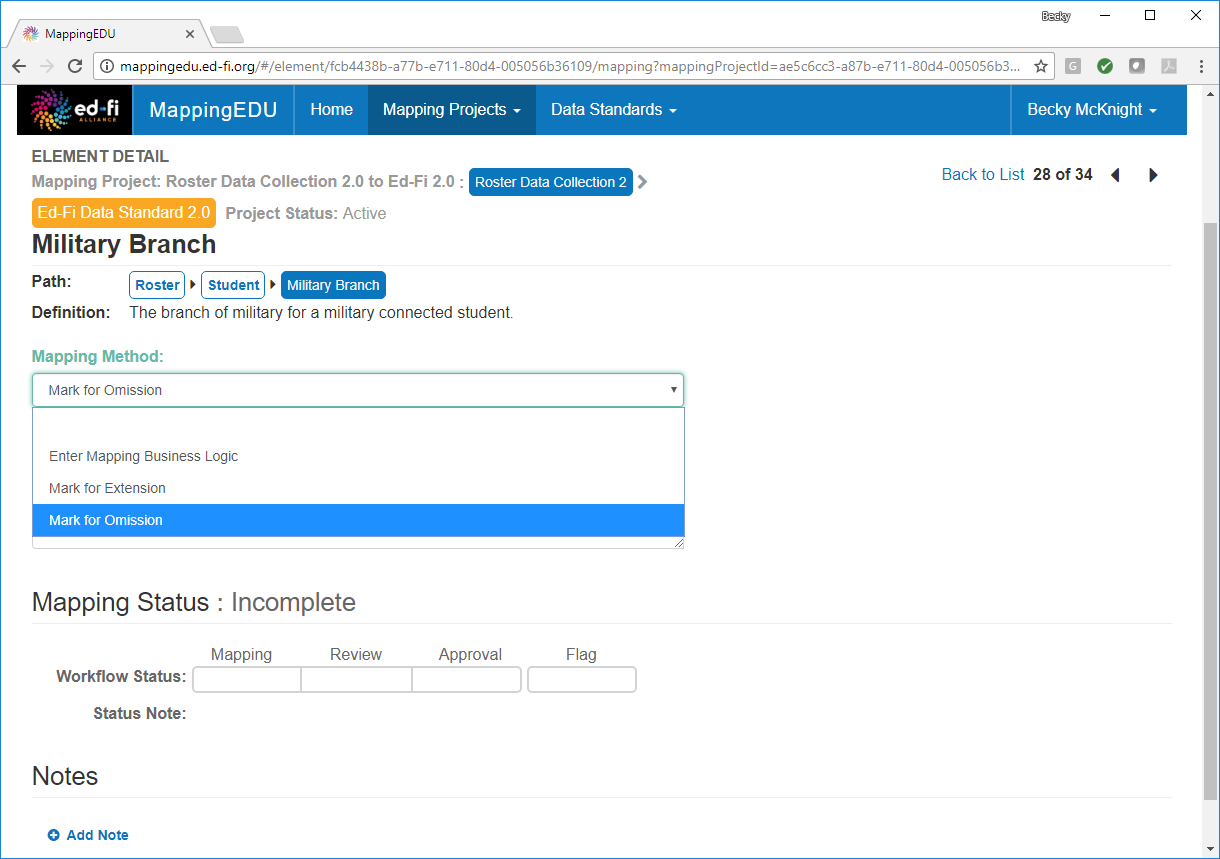 Becky
MappingEDU
mappingedu.ed-fi.org/#/element/fcb4438b-a77b-e711-80d4-005056b36109/mapping?mappingProjectId=ae5c6cc3-a87b-e711-80d4-005056b3...
G
ed-fi
ALLIANCE
MappingEDU Home Mapping Projects Data Standards Becky McKnight
ELEMENT DETAIL
Mapping Project: Roster Data Collection 2.0 to Ed-Fi 2.0 : Roster Data Collection 2
Back to List 28 of 34
Ed-Fi Data Standard 2.0 Project Status: Active
Military Branch
Path: Roster Student Military Branch
Definition: The branch of military for a military connected student.
Mapping Method:
Mark for Omission
Enter Mapping Business Logic
Mark for Extension
Mark for Omission
Mapping Status : Incomplete
Mapping Review Approval Flag
Workflow Status:
Status Note:
Notes
Add Note